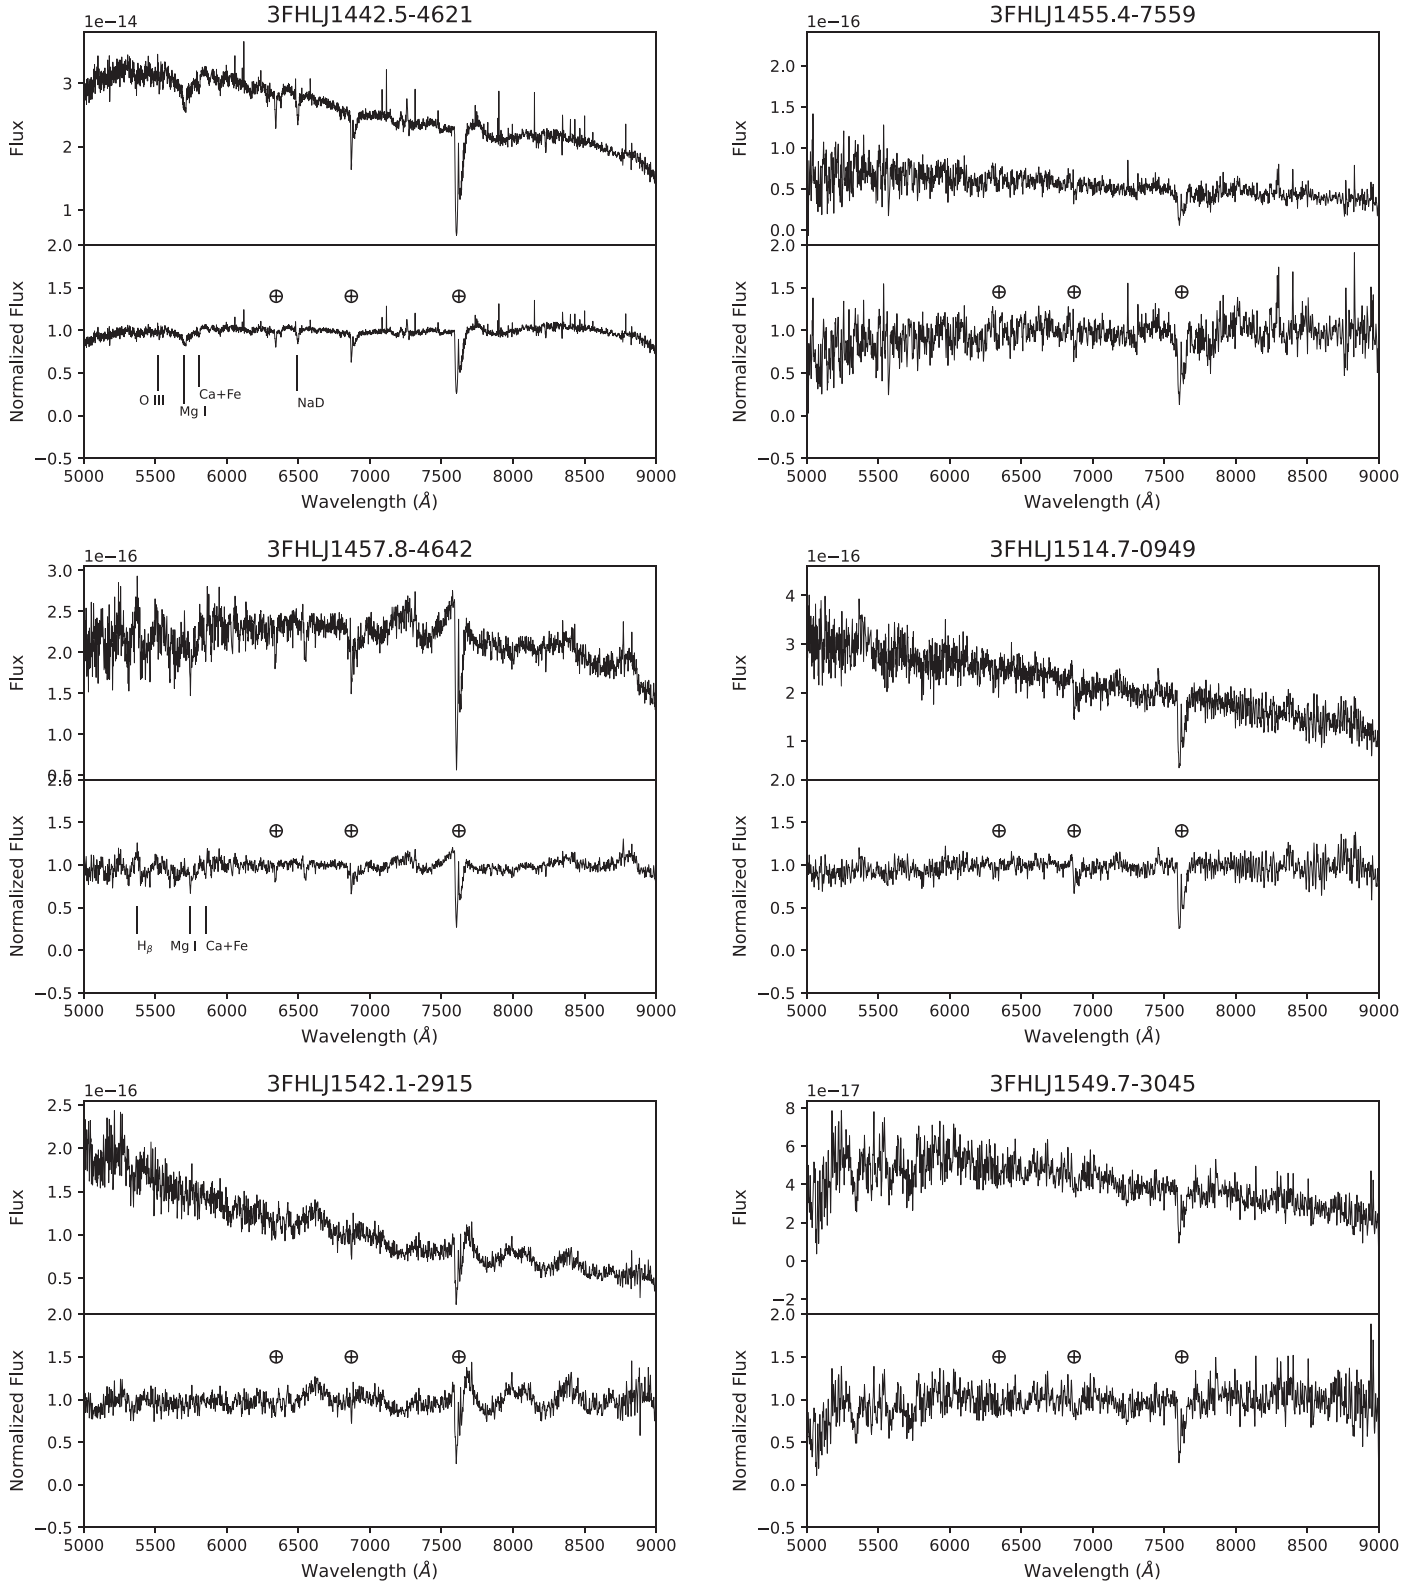 3FHLJ1442.5-4621
1e−14
Flux
3
2
1
Normalized Flux
2.0
1.5
1.0
0.5
0.0
−0.5
⊕ ⊕ ⊕
O III
Mg I
Ca+Fe
NaD
5000 5500 6000 6500 7000 7500 8000 8500 9000
Wavelength (Å)
3FHLJ1455.4-7559
1e−16
Flux
2.0
1.5
1.0
0.5
0.0
Normalized Flux
2.0
1.5
1.0
0.5
0.0
−0.5
⊕ ⊕ ⊕
5000 5500 6000 6500 7000 7500 8000 8500 9000
Wavelength (Å)
3FHLJ1457.8-4642
1e−16
Flux
3.0
2.5
2.0
1.5
1.0
0.5
Normalized Flux
2.0
1.5
1.0
0.5
0.0
−0.5
⊕ ⊕ ⊕
Hβ Mg I Ca+Fe
5000 5500 6000 6500 7000 7500 8000 8500 9000
Wavelength (Å)
3FHLJ1514.7-0949
1e−16
Flux
4
3
2
1
Normalized Flux
2.0
1.5
1.0
0.5
0.0
−0.5
⊕ ⊕ ⊕
5000 5500 6000 6500 7000 7500 8000 8500 9000
Wavelength (Å)
3FHLJ1542.1-2915
1e−16
Flux
2.5
2.0
1.5
1.0
0.5
Normalized Flux
2.0
1.5
1.0
0.5
0.0
−0.5
⊕ ⊕ ⊕
5000 5500 6000 6500 7000 7500 8000 8500 9000
Wavelength (Å)
3FHLJ1549.7-3045
1e−17
Flux
8
6
4
2
0
−2
Normalized Flux
2.0
1.5
1.0
0.5
0.0
−0.5
⊕ ⊕ ⊕
5000 5500 6000 6500 7000 7500 8000 8500 9000
Wavelength (Å)